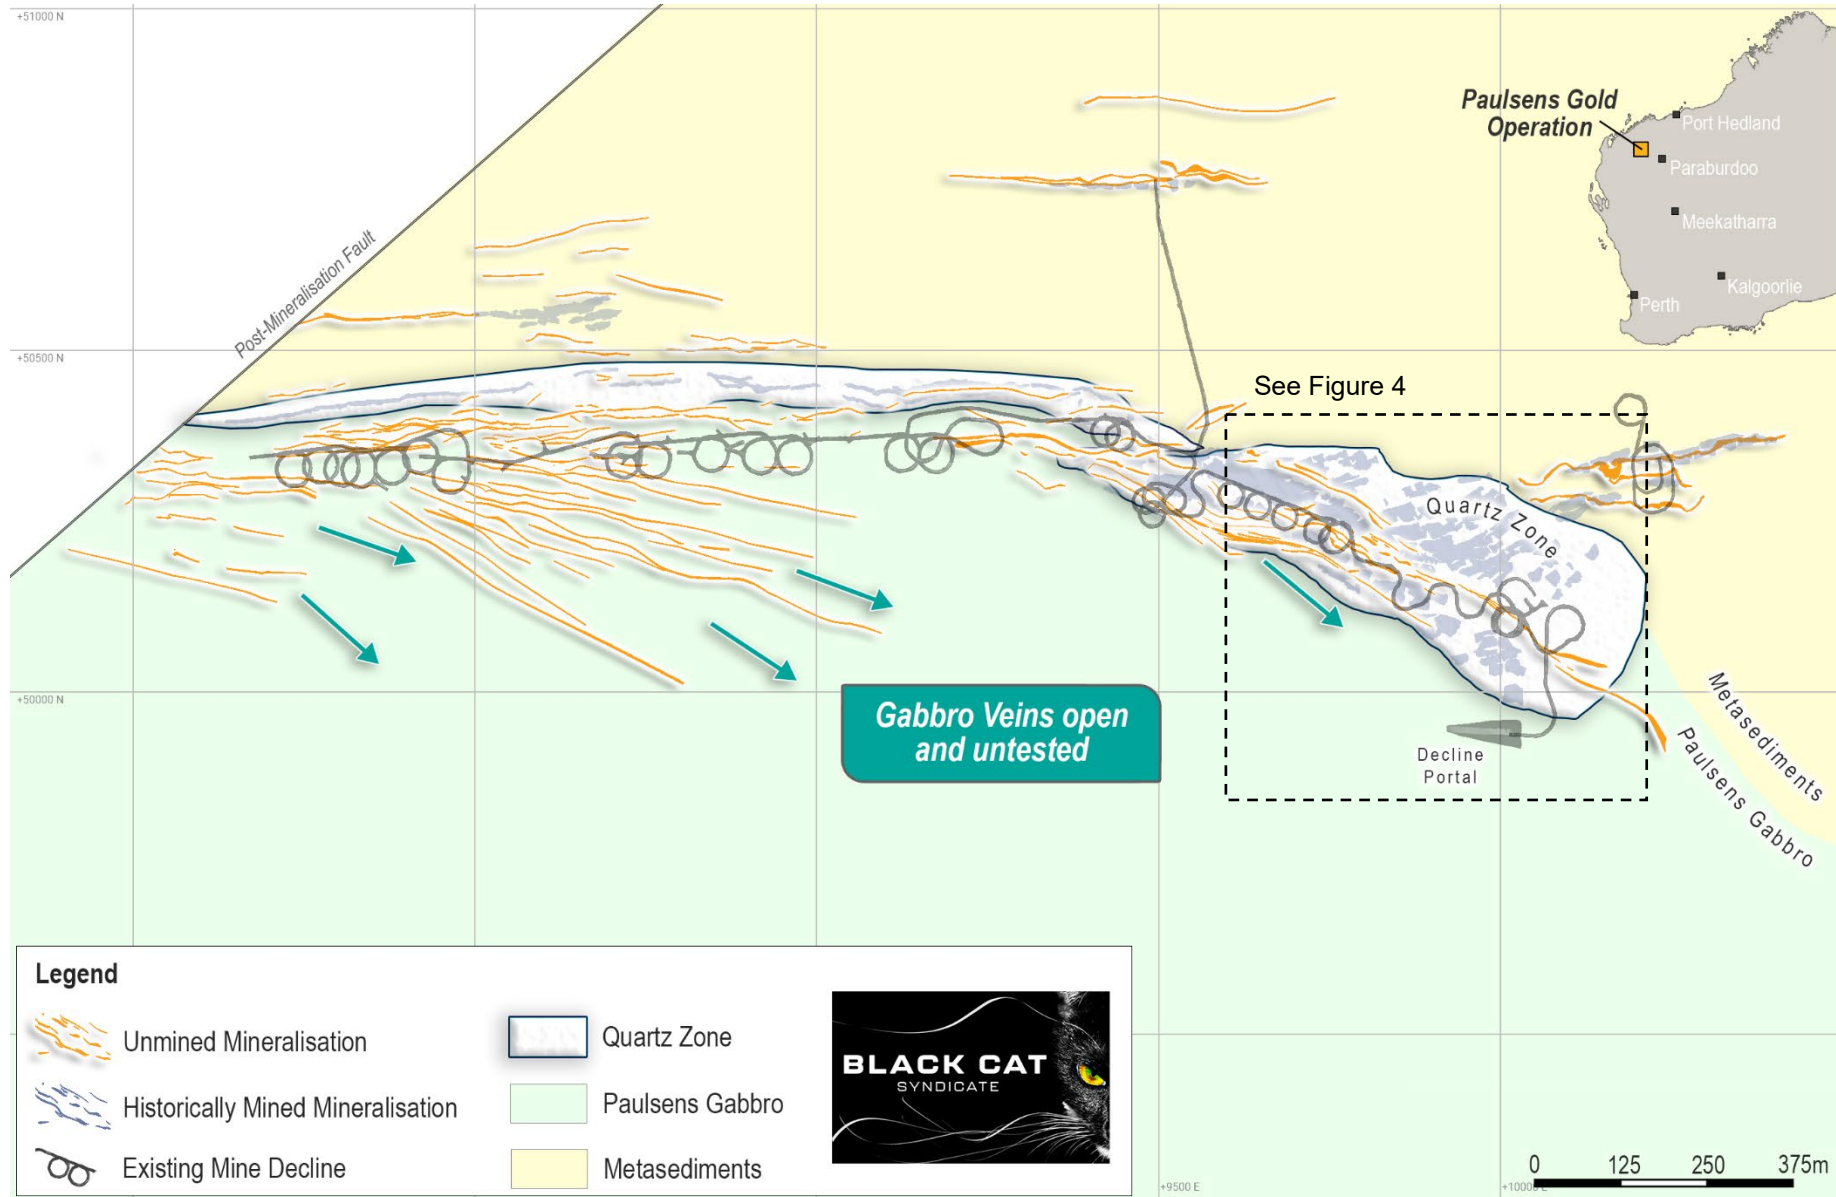 +51000 N
Paulsens Gold
Operation
Port Hedland
Paraburdoo
Meekatharra
Kalgoorlie
Perth
Post-Mineralisation Fault
+50500 N
See Figure 4
Quartz Zone
+50000 N
Gabbro Veins open
and untested
Decline
Portal
Metasediments
Paulsens Gabbro
Legend
Unmined Mineralisation
Historically Mined Mineralisation
Existing Mine Decline
Quartz Zone
Paulsens Gabbro
Metasediments
BLACK CAT
SYNDICATE
0 125 250 375m
+9500 E
+10000 E